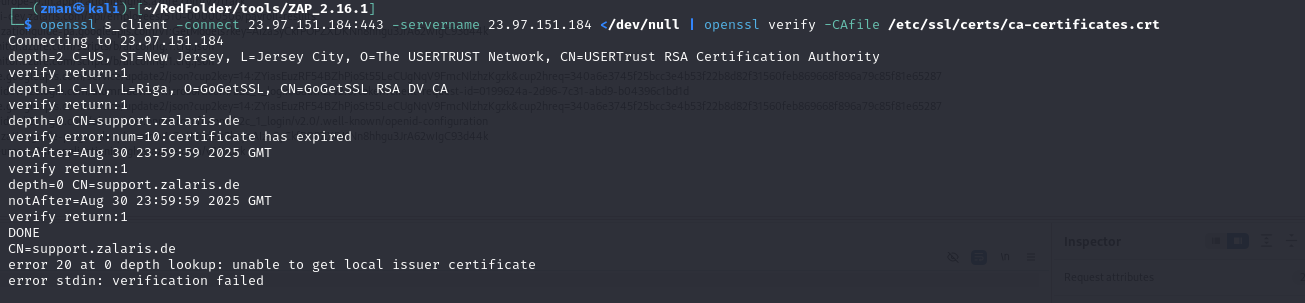 ┌──(zman㉿kali)-[~/RedFolder/tools/ZAP_2.16.1]
└─$ openssl s_client -connect 23.97.151.184:443 -servername 23.97.151.184 </dev/null | openssl verify -CAfile /etc/ssl/certs/ca-certificates.crt
Connecting to 23.97.151.184
depth=2 C=US, ST=New Jersey, L=Jersey City, O=The USERTRUST Network, CN=USERTrust RSA Certification Authority
verify return:1
depth=1 C=LV, L=Riga, O=GoGetSSL, CN=GoGetSSL RSA DV CA
verify return:1
depth=0 CN=support.zalaris.de
verify error:num=10:certificate has expired
notAfter=Aug 30 23:59:59 2025 GMT
verify return:1
depth=0 CN=support.zalaris.de
notAfter=Aug 30 23:59:59 2025 GMT
verify return:1
DONE
CN=support.zalaris.de
error 20 at 0 depth lookup: unable to get local issuer certificate
error stdin: verification failed
Inspector
Request attributes